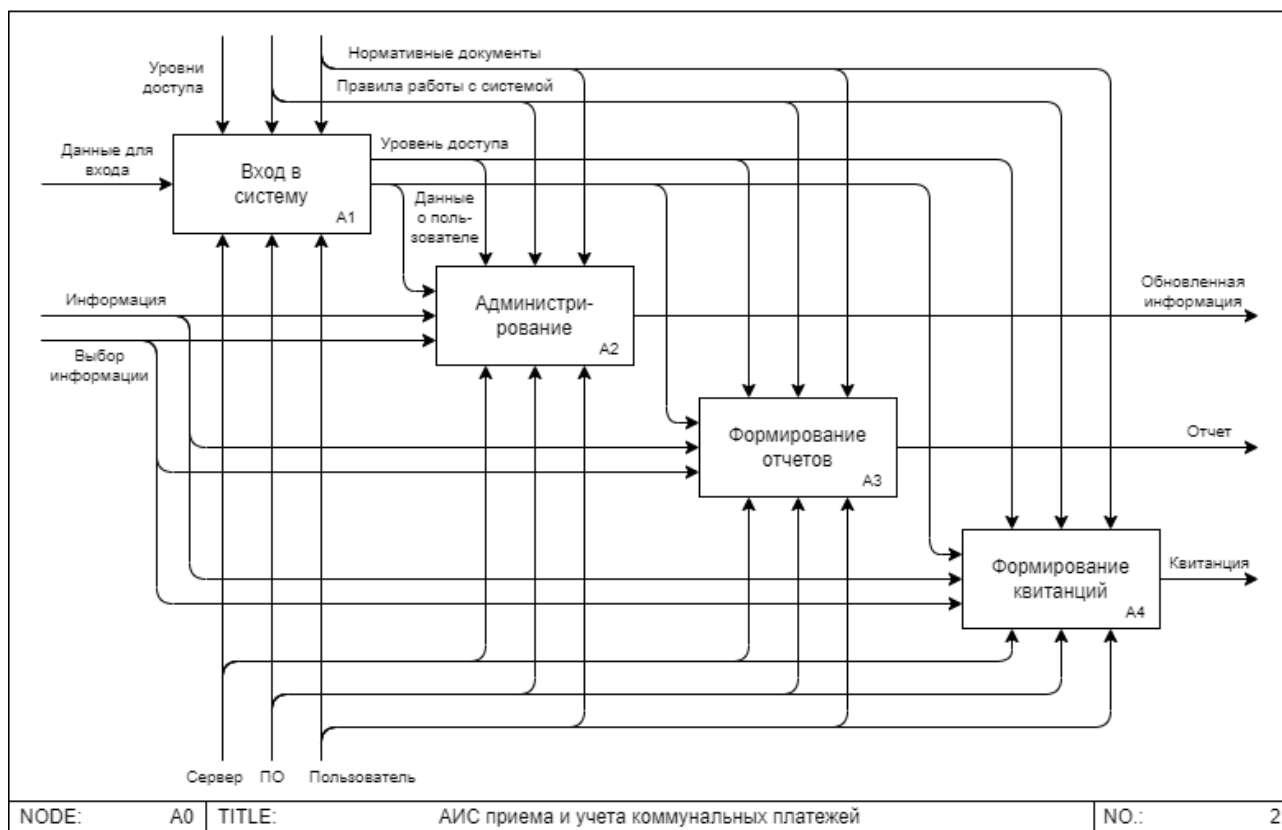 Нормативные документы
Уровни
доступа
Правила работы с системой
Данные для
входа
Вход в
систему
A1
Уровень доступа
Данные
о поль-
зователе
Информация
Выбор
информации
Администри-
рование
A2
Обновленная
информация
Формирование
отчетов
A3
Отчет
Формирование
квитанций
A4
Квитанция
Сервер
ПО
Пользователь
NODE: A0 TITLE: АИС приема и учета коммунальных платежей NO.: 2